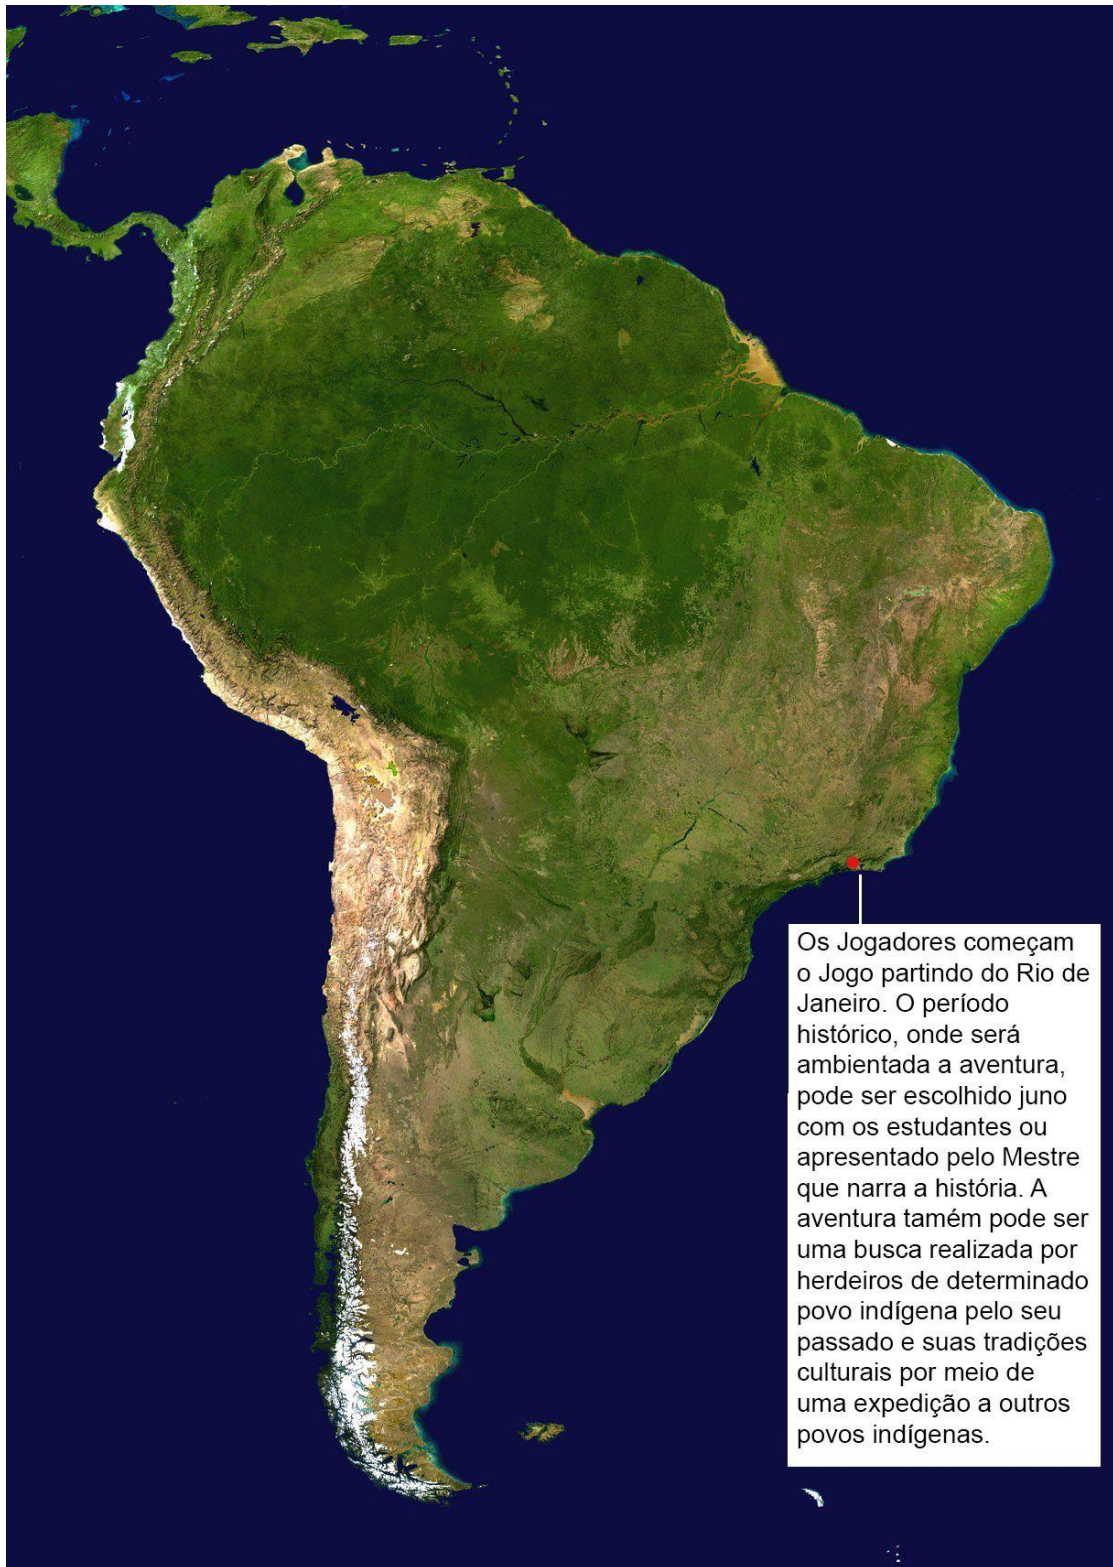 Os Jogadores começam
o Jogo partindo do Rio de
Janeiro. O período
histórico, onde será
ambientada a aventura,
pode ser escolhido juno
com os estudantes ou
apresentado pelo Mestre
que narra a história. A
aventura tamém pode ser
uma busca realizada por
herdeiros de determinado
povo indígena pelo seu
passado e suas tradições
culturais por meio de
uma expedição a outros
povos indígenas.